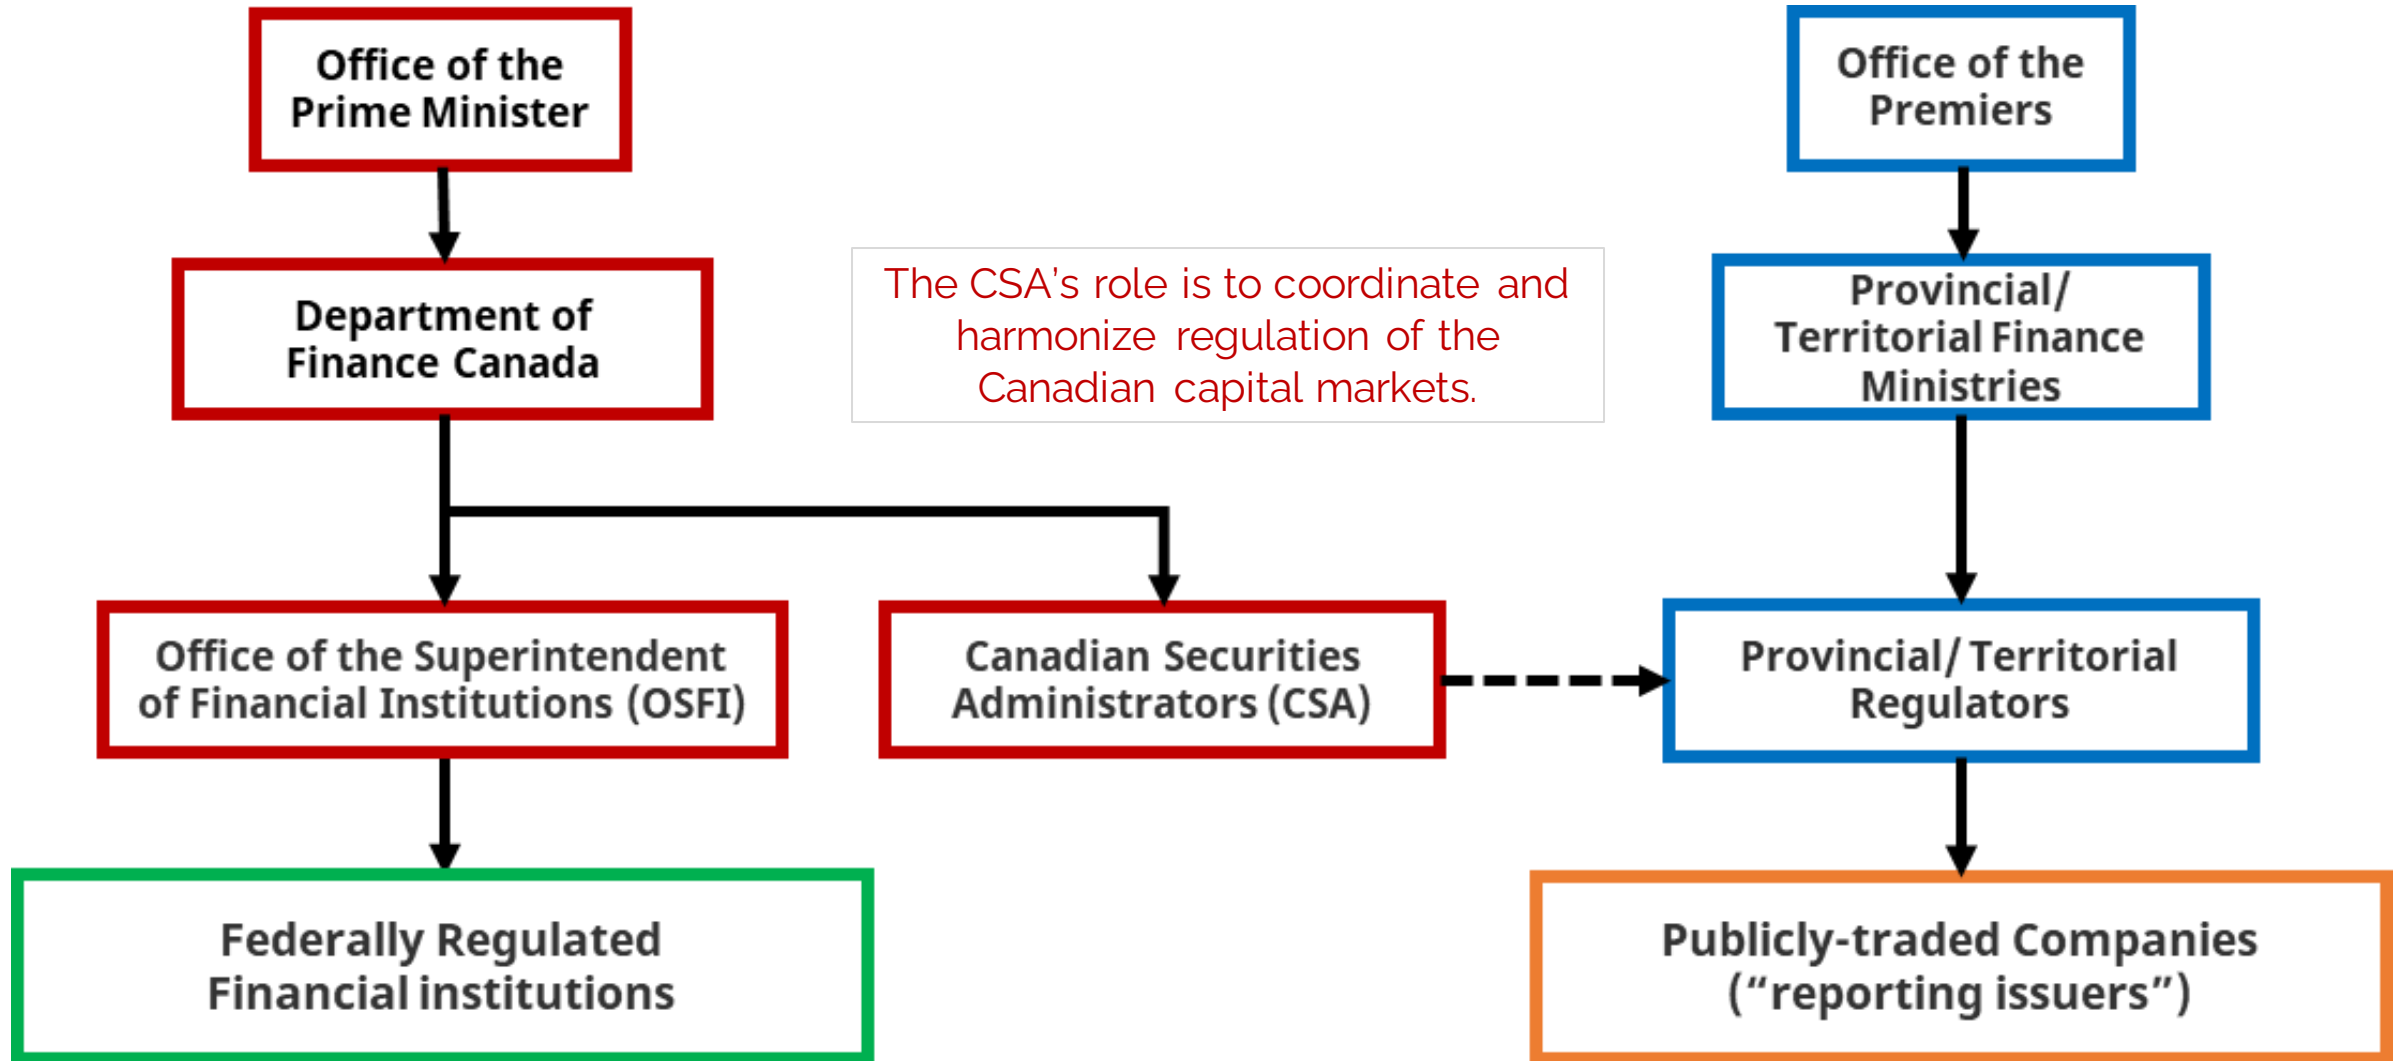 Office of the
Prime Minister
Office of the
Premiers
Department of
Finance Canada
The CSA’s role is to coordinate and
harmonize regulation of the
Canadian capital markets.
Provincial/
Territorial Finance
Ministries
Office of the Superintendent
of Financial Institutions (OSFI)
Canadian Securities
Administrators (CSA)
Provincial/ Territorial
Regulators
Federally Regulated
Financial institutions
Publicly-traded Companies
(“reporting issuers”)